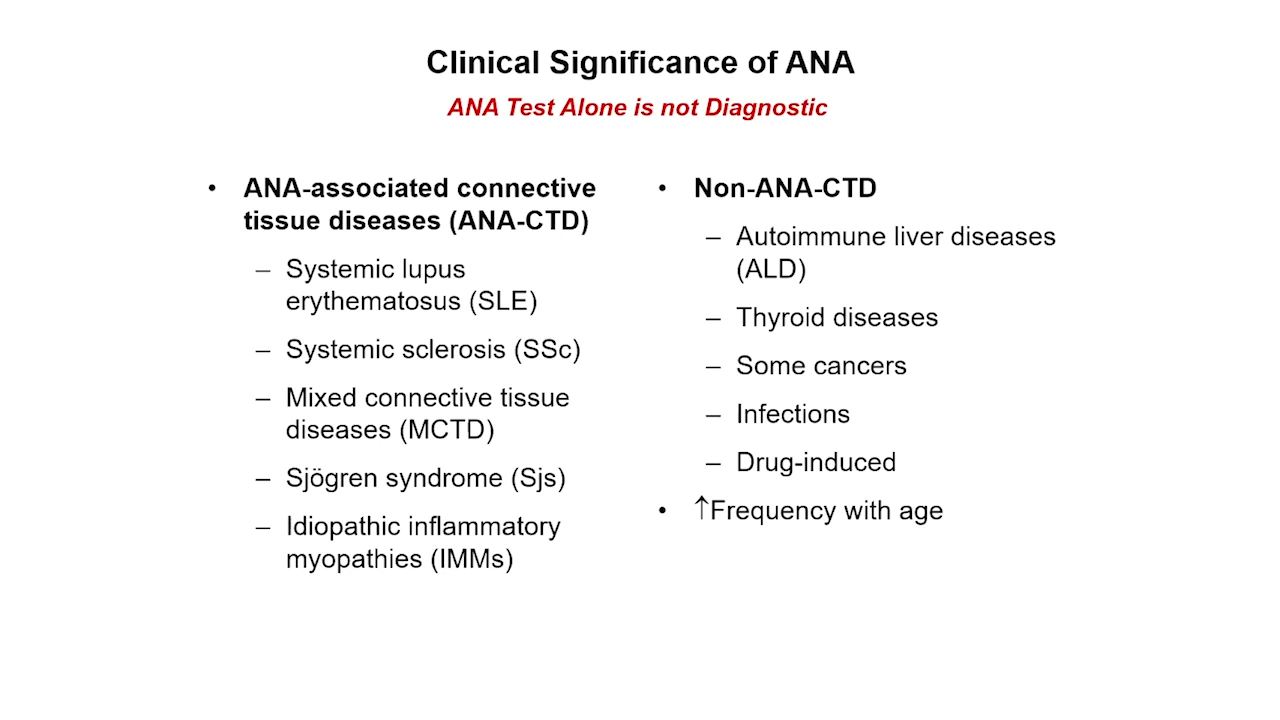 Clinical Significance of ANA
ANA Test Alone is not Diagnostic
• ANA-associated connective
tissue diseases (ANA-CTD)
– Systemic lupus
erythematosus (SLE)
– Systemic sclerosis (SSc)
– Mixed connective tissue
diseases (MCTD)
– Sjögren syndrome (Sjs)
– Idiopathic inflammatory
myopathies (IMMs)
• Non-ANA-CTD
– Autoimmune liver diseases
(ALD)
– Thyroid diseases
– Some cancers
– Infections
– Drug-induced
• ↑Frequency with age